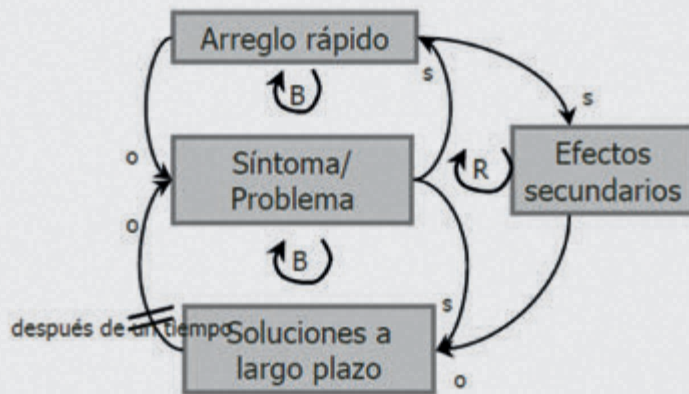 Arreglo rápido
s
B
s
o
Síntoma/
Problema
R
Efectos
secundarios
o
B
después de un tiempo
s
Soluciones a
largo plazo
o